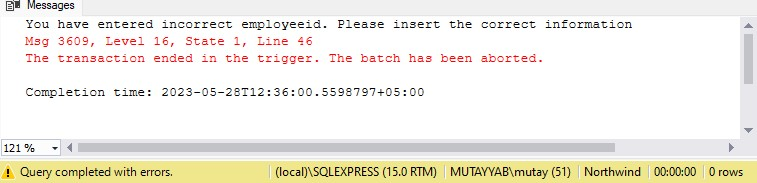 Messages
You have entered incorrect employeeid. Please insert the correct information
Msg 3609, Level 16, State 1, Line 46
The transaction ended in the trigger. The batch has been aborted.
Completion time: 2023-05-28T12:36:00.5598797+05:00
121 %
Query completed with errors. (local)\SQLEXPRESS (15.0 RTM) MUTAYYAB\mutay (51) Northwind 00:00:00 0 rows